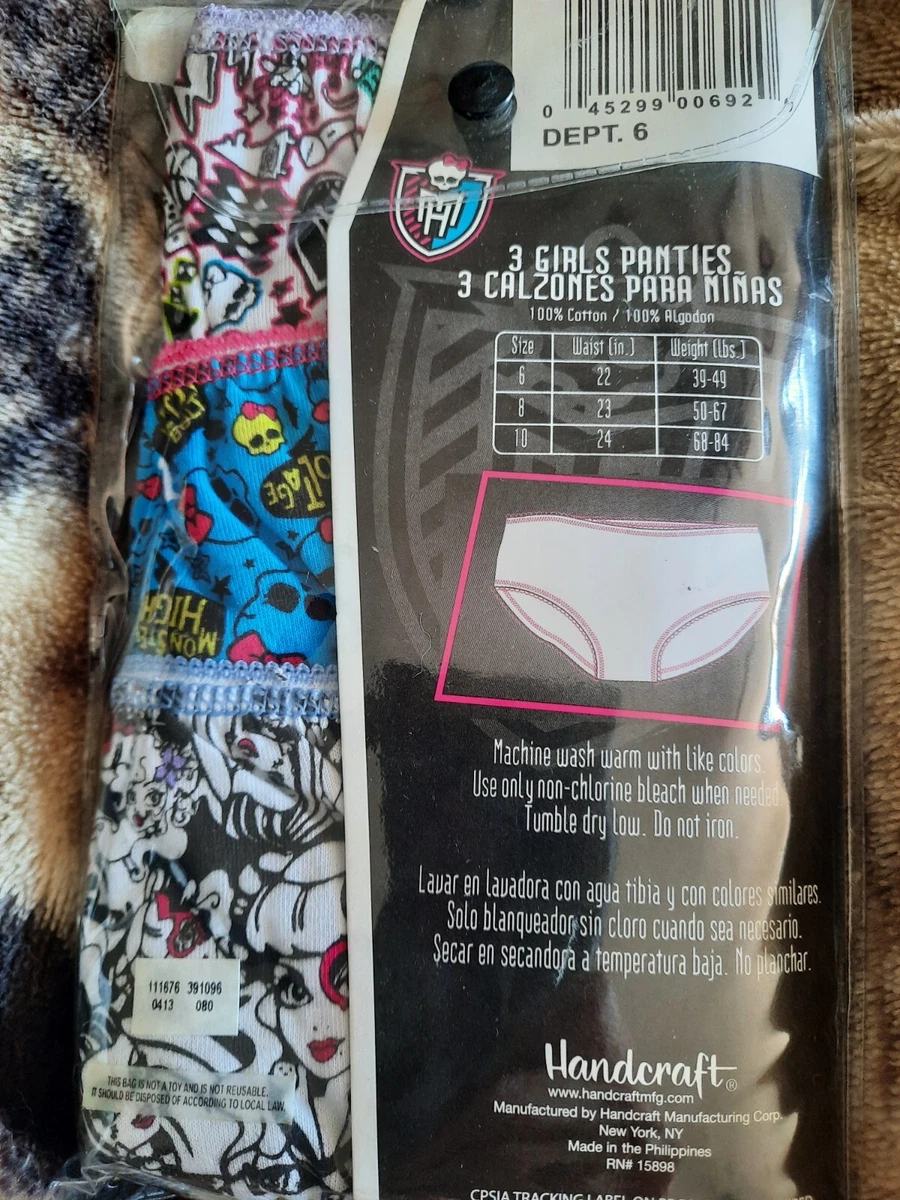 0 45299 00692
DEPT. 6
3 GIRLS PANTIES
3 CALZONES PARA NIÑAS
100% Cotton / 100% Algodon
Size Waist (in.) Weight (lbs.)
6 22 39-49
8 23 50-67
10 24 68-84
Machine wash warm with like colors.
Use only non-chlorine bleach when needed
Tumble dry low. Do not iron.
Lavar en lavadora con agua tibia y con colores similares.
Solo blanqueador sin cloro cuando sea necesario.
Secar en secandora a temperatura baja. No planchar.
Handcraft®
www.handcraftmfg.com
Manufactured by Handcraft Manufacturing Corp.
New York, NY
Made in the Philippines
RN# 15898
CPSIA TRACKING LABEL ON
MONSTE
HIGH
111676 391096
0413 080
THIS BAG IS NOT A TOY AND IS NOT REUSABLE.
IT SHOULD BE DISPOSED OF ACCORDING TO LOCAL LAW.